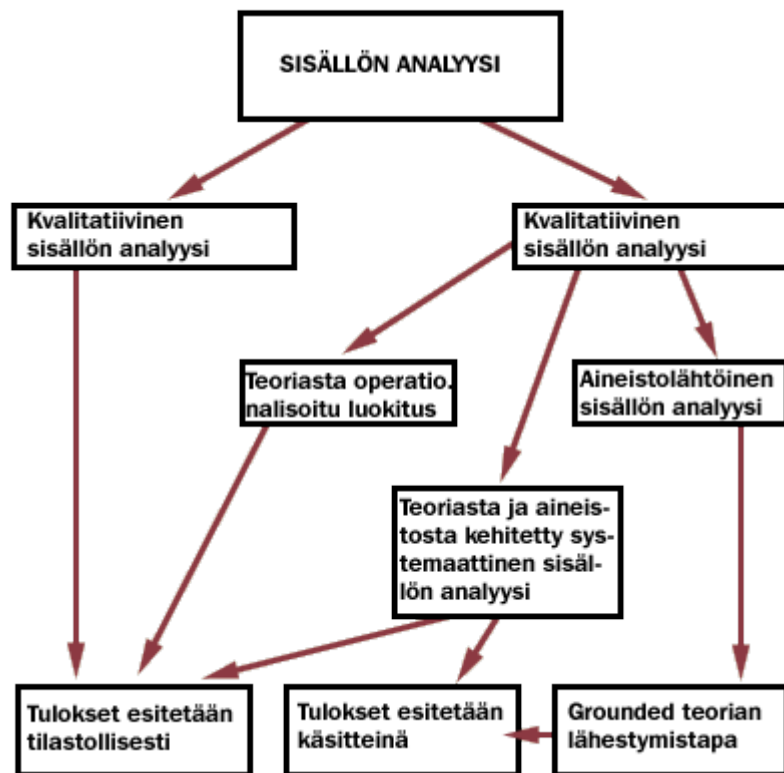 SISÄLLÖN ANALYYSI
Kvalitatiivinen
sisällön analyysi
Kvalitatiivinen
sisällön analyysi
Teoriasta operatio.
nalisoitu luokitus
Aineistolähtöinen
sisällön analyysi
Teoriasta ja aineis-
tosta kehitetty sys-
temaattinen sisäl-
lön analyysi
Tulokset esitetään
tilastollisesti
Tulokset esitetään
käsitteinä
Grounded teorian
lähestymistapa